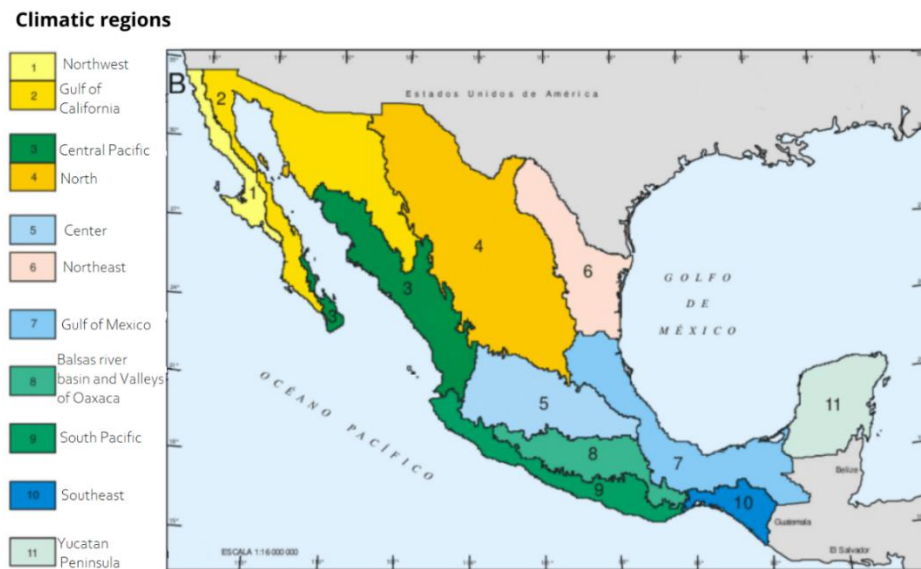 Climatic regions
1 Northwest
2 Gulf of
California
3 Central Pacific
4 North
5 Center
6 Northeast
7 Gulf of Mexico
8 Balsas river
basin and Valleys
of Oaxaca
9 South Pacific
10 Southeast
11 Yucatan
Peninsula
B
Estados Unidos de América
2
1
4
6
3
3
GOLFO
DE
MÉXICO
OCÉANO PACÍFICO
5
11
8
7
9
10
Belize
Guatemala
El Salvador
ESCALA 1:16 000 000